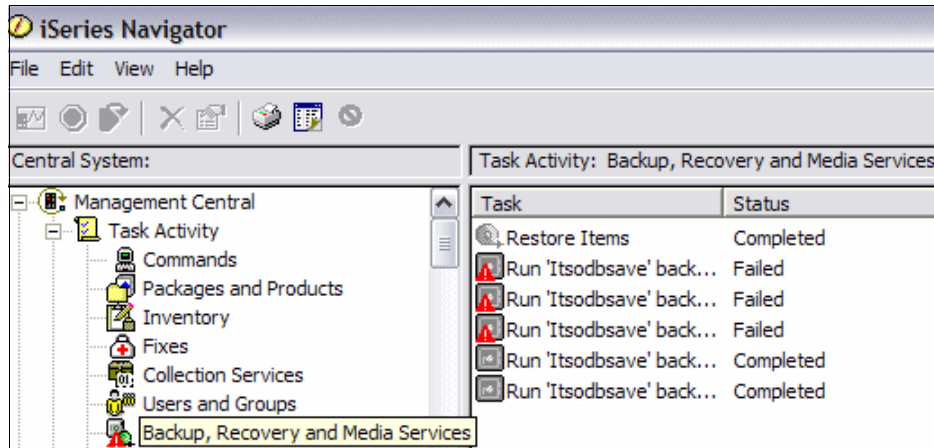 iSeries Navigator
File Edit View Help
Central System:
Task Activity: Backup, Recovery and Media Services
Management Central
Task Activity
Commands
Packages and Products
Inventory
Fixes
Collection Services
Users and Groups
Backup, Recovery and Media Services
Task Status
Restore Items Completed
Run 'Itsodbsave' back... Failed
Run 'Itsodbsave' back... Failed
Run 'Itsodbsave' back... Failed
Run 'Itsodbsave' back... Completed
Run 'Itsodbsave' back... Completed